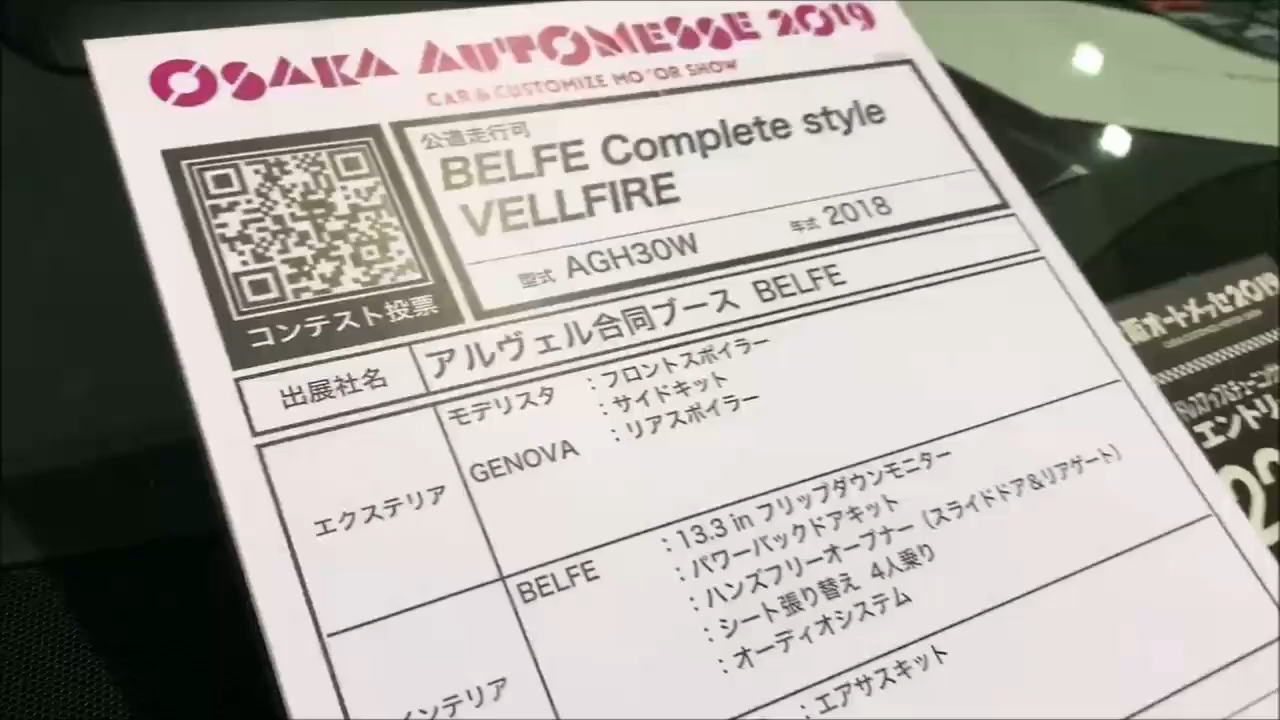 OSAKA AUTOMESSE 2019
CAR & CUSTOMIZE MOTOR SHOW
公道走行可
BELFE Complete style
VELLFIRE
型式 AGH30W
年式 2018
コンテスト投票
出展社名
アルヴェル合同ブース BELFE
エクステリア
モデリスタ :フロントスポイラー
:サイドキット
GENOVA :リアスポイラー
インテリア
BELFE :13.3 in フリップダウンモニター
:パワーバックドアキット
:ハンズフリーオープナー(スライドドア&リアゲート)
:シート張り替え 4人乗り
:オーディオシステム
:エアサスキット
オートメッセ2019
エントリ